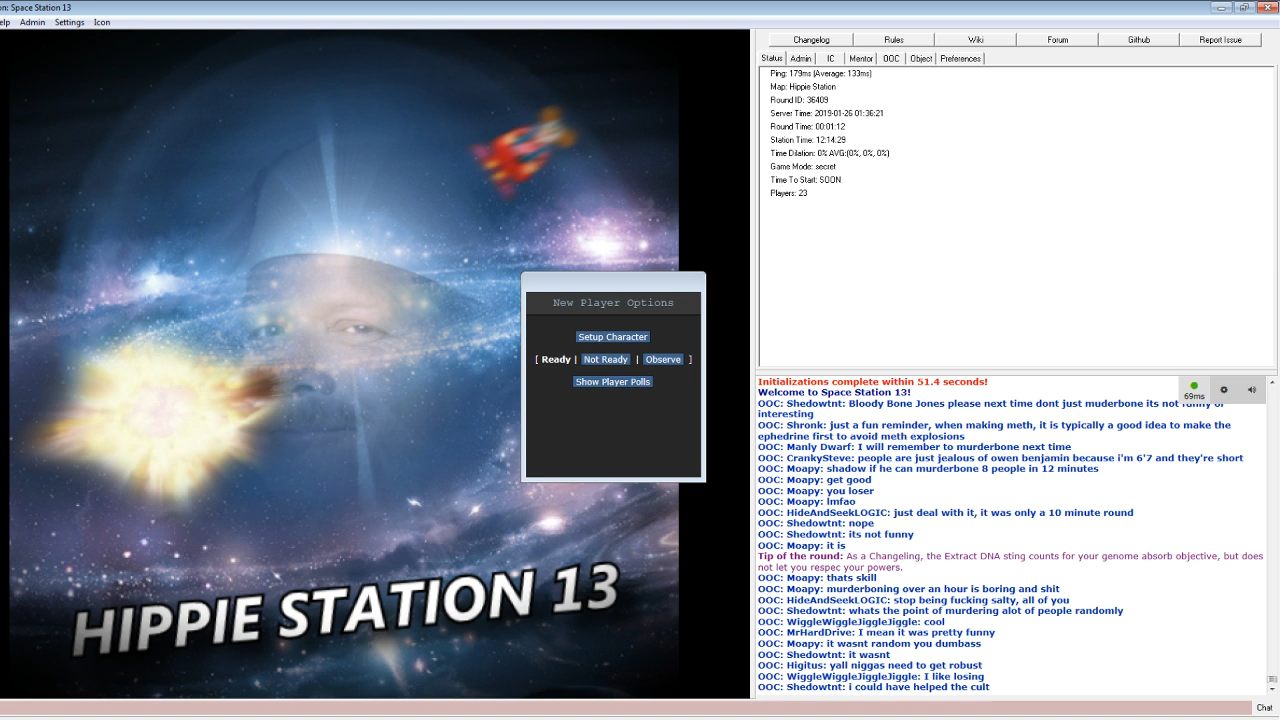 on: Space Station 13
elp Admin Settings Icon
Changelog Rules Wiki Forum Github Report Issue
Status Admin IC Mentor OOC Object Preferences
Ping: 179ms (Average: 133ms)
Map: Hippie Station
Round ID: 36409
Server Time: 2019-01-26 01:36:21
Round Time: 00:01:12
Station Time: 12:14:29
Time Dilation: 0% AVG:(0%, 0%, 0%)
Game Mode: secret
Time To Start: SOON
Players: 23
New Player Options
Setup Character
[ Ready | Not Ready | Observe ]
Show Player Polls
HIPPIE STATION 13
69ms
Initializations complete within 51.4 seconds!
Welcome to Space Station 13!
OOC: Shedowtnt: Bloody Bone Jones please next time dont just muderbone its not funny or
interesting
OOC: Shronk: just a fun reminder, when making meth, it is typically a good idea to make the
ephedrine first to avoid meth explosions
OOC: Manly Dwarf: I will remember to murderbone next time
OOC: CrankySteve: people are just jealous of owen benjamin because i'm 6'7 and they're short
OOC: Moapy: shadow if he can murderbone 8 people in 12 minutes
OOC: Moapy: get good
OOC: Moapy: you loser
OOC: Moapy: lmfao
OOC: HideAndSeekLOGIC: just deal with it, it was only a 10 minute round
OOC: Shedowtnt: nope
OOC: Shedowtnt: its not funny
OOC: Moapy: it is
Tip of the round: As a Changeling, the Extract DNA sting counts for your genome absorb objective, but does
not let you respec your powers.
OOC: Moapy: thats skill
OOC: Moapy: murderboning over an hour is boring and shit
OOC: HideAndSeekLOGIC: stop being fucking salty, all of you
OOC: Shedowtnt: whats the point of murdering alot of people randomly
OOC: WiggleWiggleJiggleJiggle: cool
OOC: MrHardDrive: I mean it was pretty funny
OOC: Moapy: it wasnt random you dumbass
OOC: Shedowtnt: it wasnt
OOC: Higitus: yall niggas need to get robust
OOC: WiggleWiggleJiggleJiggle: I like losing
OOC: Shedowtnt: i could have helped the cult
Chat